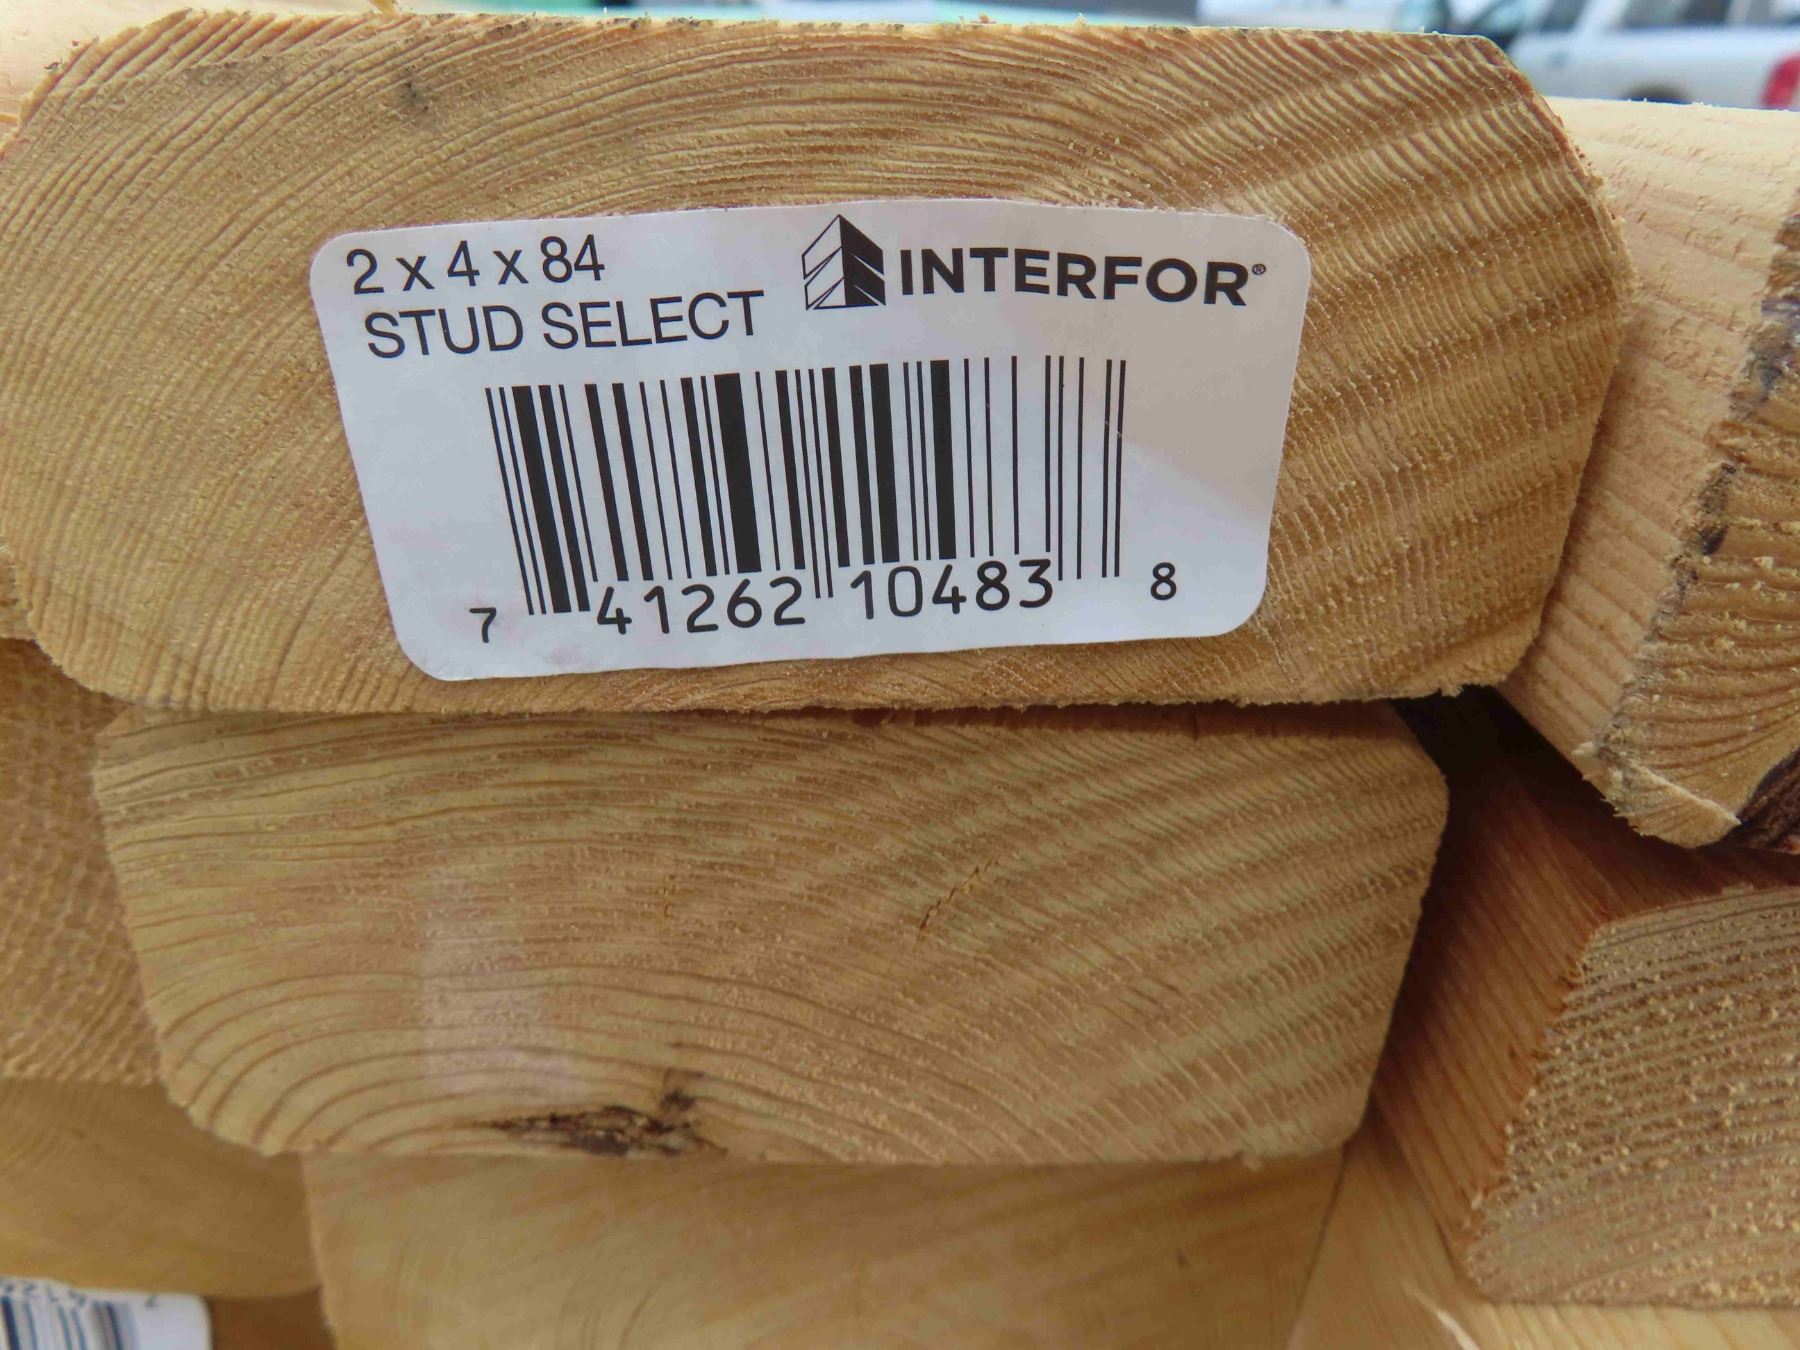 2 x 4 x 84
STUD SELECT
INTERFOR®
7 41262 10483 8